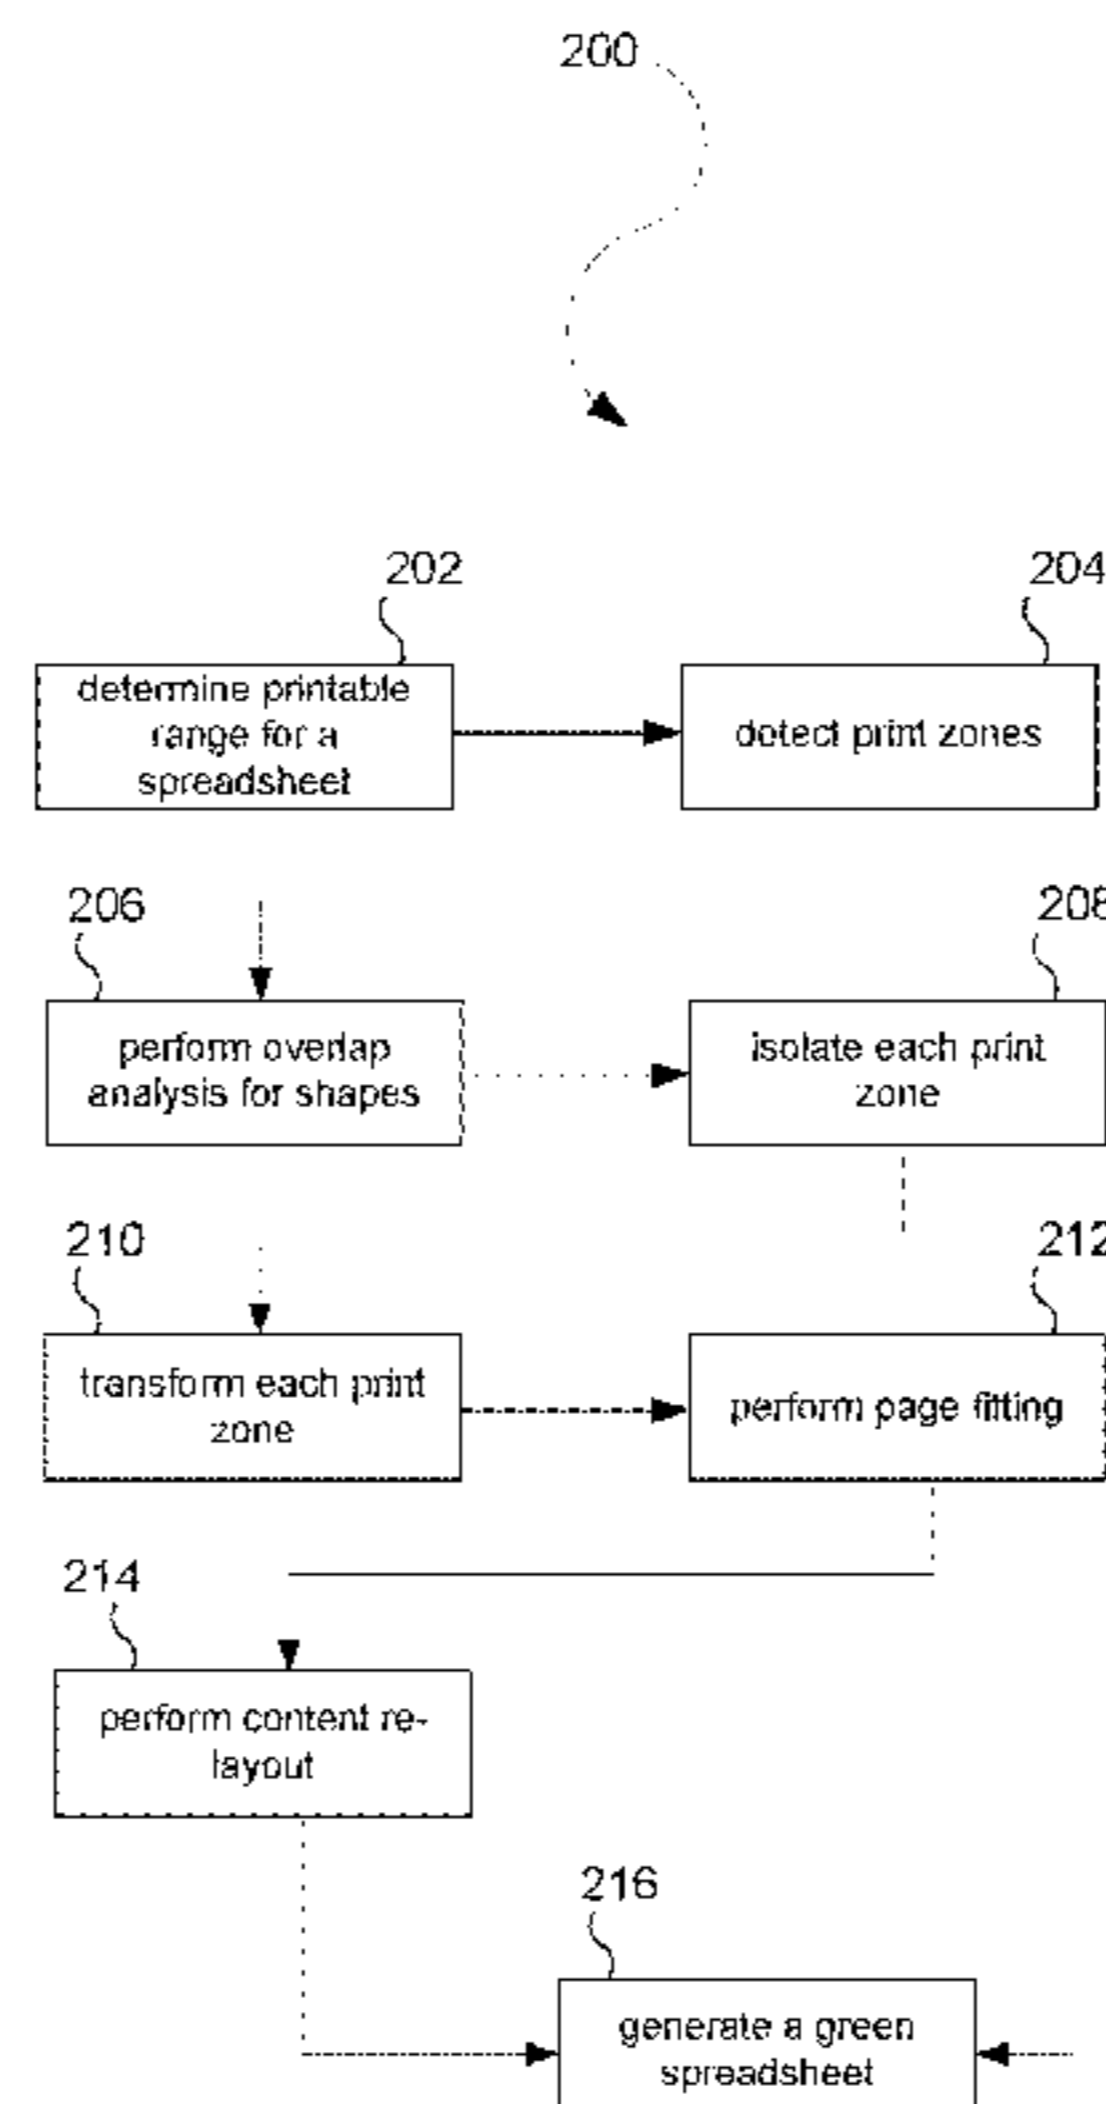 200
202
204
determine printable
range for a
spreadsheet
detect print zones
206
208
perform overlap
analysis for shapes
isolate each print
zone
210
212
transform each print
zone
perform page fitting
214
perform content re-
layout
216
generate a green
spreadsheet